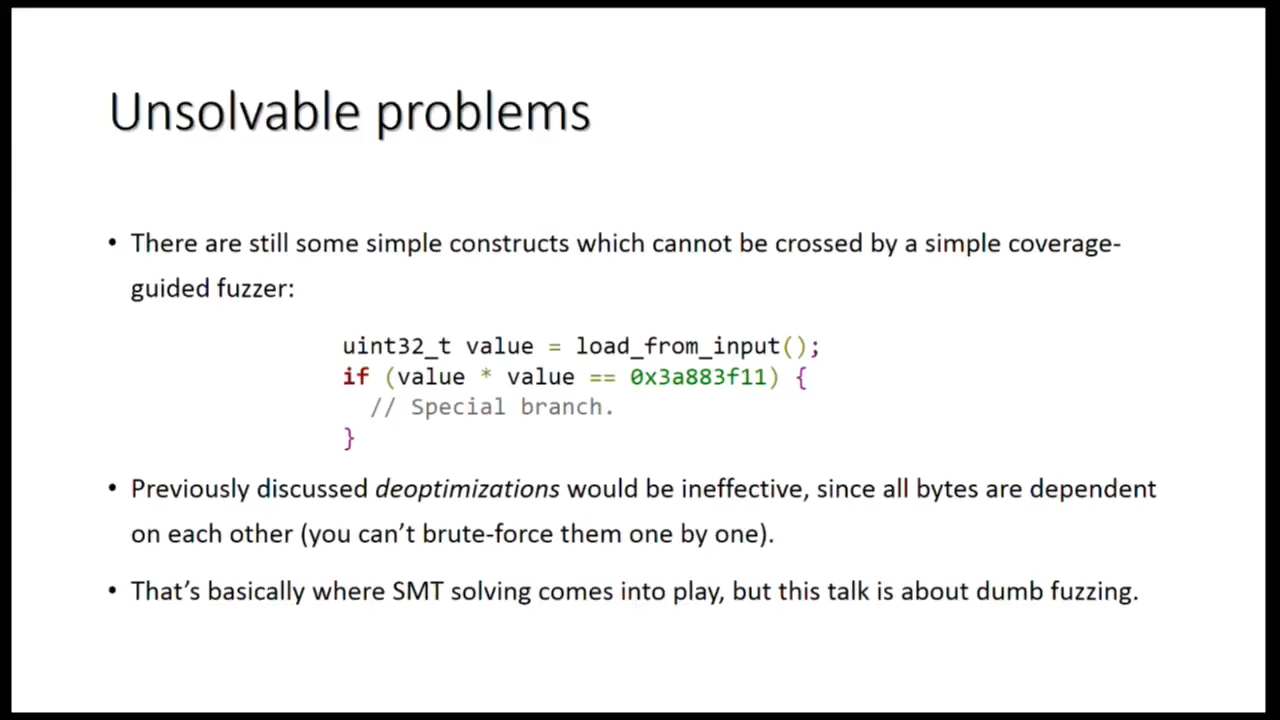 Unsolvable problems
• There are still some simple constructs which cannot be crossed by a simple coverage-
guided fuzzer:
uint32_t value = load_from_input();
if (value * value == 0x3a883f11) {
// Special branch.
}
• Previously discussed deoptimizations would be ineffective, since all bytes are dependent
on each other (you can’t brute-force them one by one).
• That’s basically where SMT solving comes into play, but this talk is about dumb fuzzing.